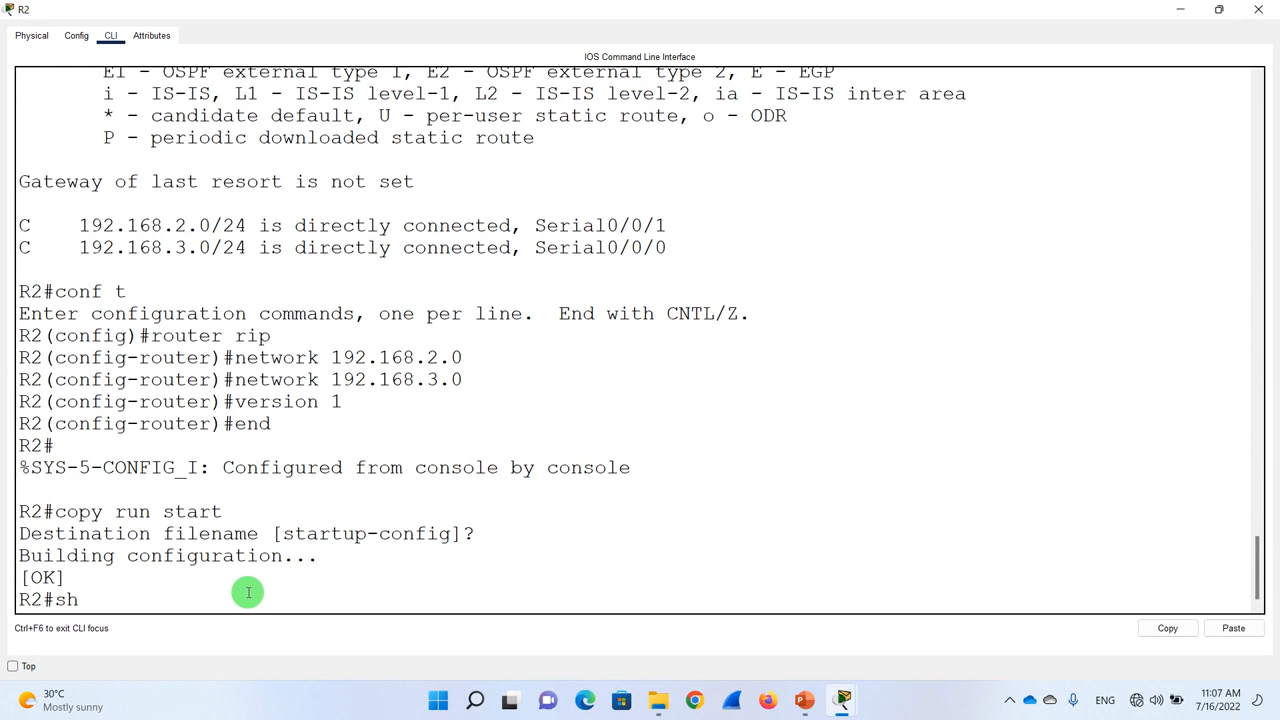 R2
Physical Config CLI Attributes
IOS Command Line Interface
E1 - OSPF external type 1, E2 - OSPF external type 2, E - EGP
i - IS-IS, L1 - IS-IS level-1, L2 - IS-IS level-2, ia - IS-IS inter area
* - candidate default, U - per-user static route, o - ODR
P - periodic downloaded static route
Gateway of last resort is not set
C 192.168.2.0/24 is directly connected, Serial0/0/1
C 192.168.3.0/24 is directly connected, Serial0/0/0
R2#conf t
Enter configuration commands, one per line. End with CNTL/Z.
R2(config)#router rip
R2(config-router)#network 192.168.2.0
R2(config-router)#network 192.168.3.0
R2(config-router)#version 1
R2(config-router)#end
R2#
%SYS-5-CONFIG_I: Configured from console by console
R2#copy run start
Destination filename [startup-config]?
Building configuration...
[OK]
R2#sh
Ctrl+F6 to exit CLI focus
Copy Paste
Top
30°C
Mostly sunny
ENG
11:07 AM
7/16/2022